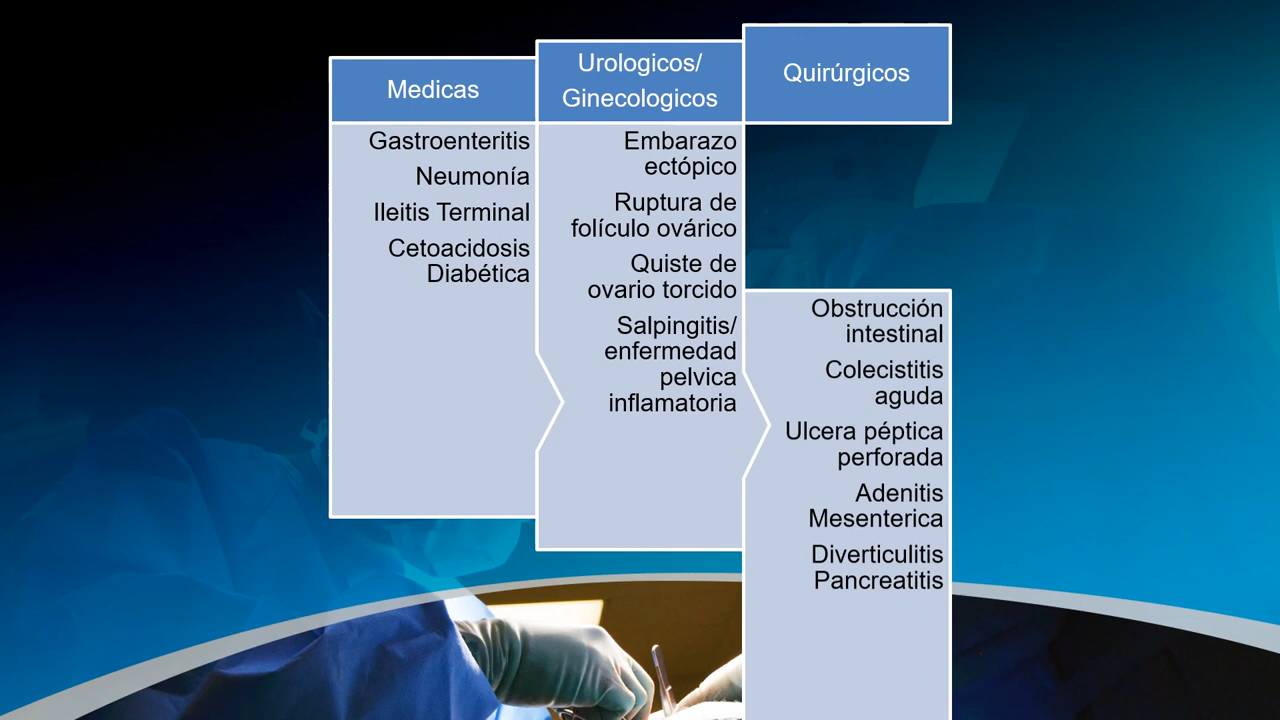 Medicas
Gastroenteritis
Neumonía
Ileitis Terminal
Cetoacidosis
Diabética
Urologicos/
Ginecologicos
Embarazo
ectópico
Ruptura de
folículo ovárico
Quiste de
ovario torcido
Salpingitis/
enfermedad
pelvica
inflamatoria
Quirúrgicos
Obstrucción
intestinal
Colecistitis
aguda
Ulcera péptica
perforada
Adenitis
Mesenterica
Diverticulitis
Pancreatitis